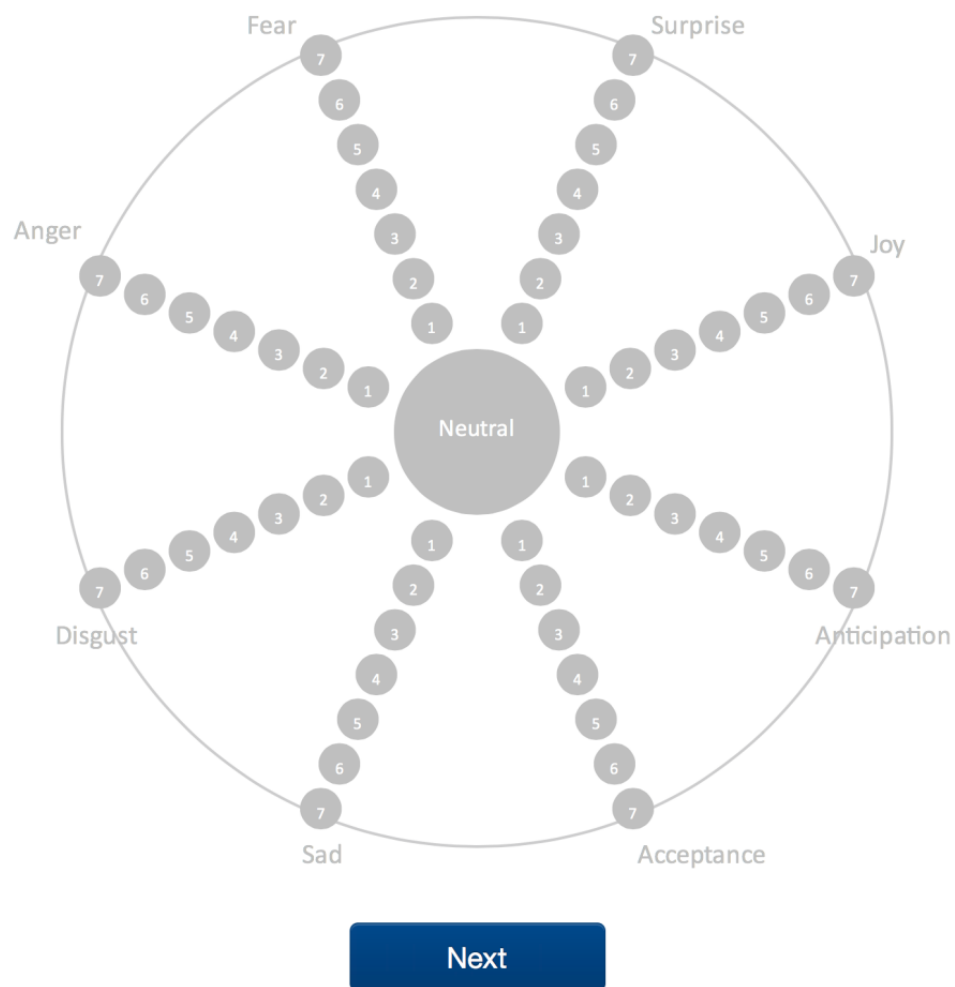 Fear
Surprise
7 7
6 6
5 5
4 4
3 3
2 2
1 1
Anger
7 6 5 4 3 2 1
Joy
1 2 3 4 5 6 7
Neutral
Disgust
7 6 5 4 3 2 1
Anticipation
1 2 3 4 5 6 7
1 1
2 2
3 3
4 4
5 5
6 6
7 7
Sad
Acceptance
Next